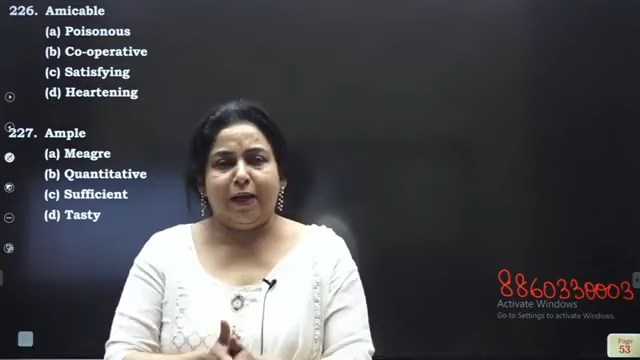 226. Amicable
(a) Poisonous
(b) Co-operative
(c) Satisfying
(d) Heartening
227. Ample
(a) Meagre
(b) Quantitative
(c) Sufficient
(d) Tasty
8860330003
Activate Windows
Go to Settings to activate Windows.
Page
53